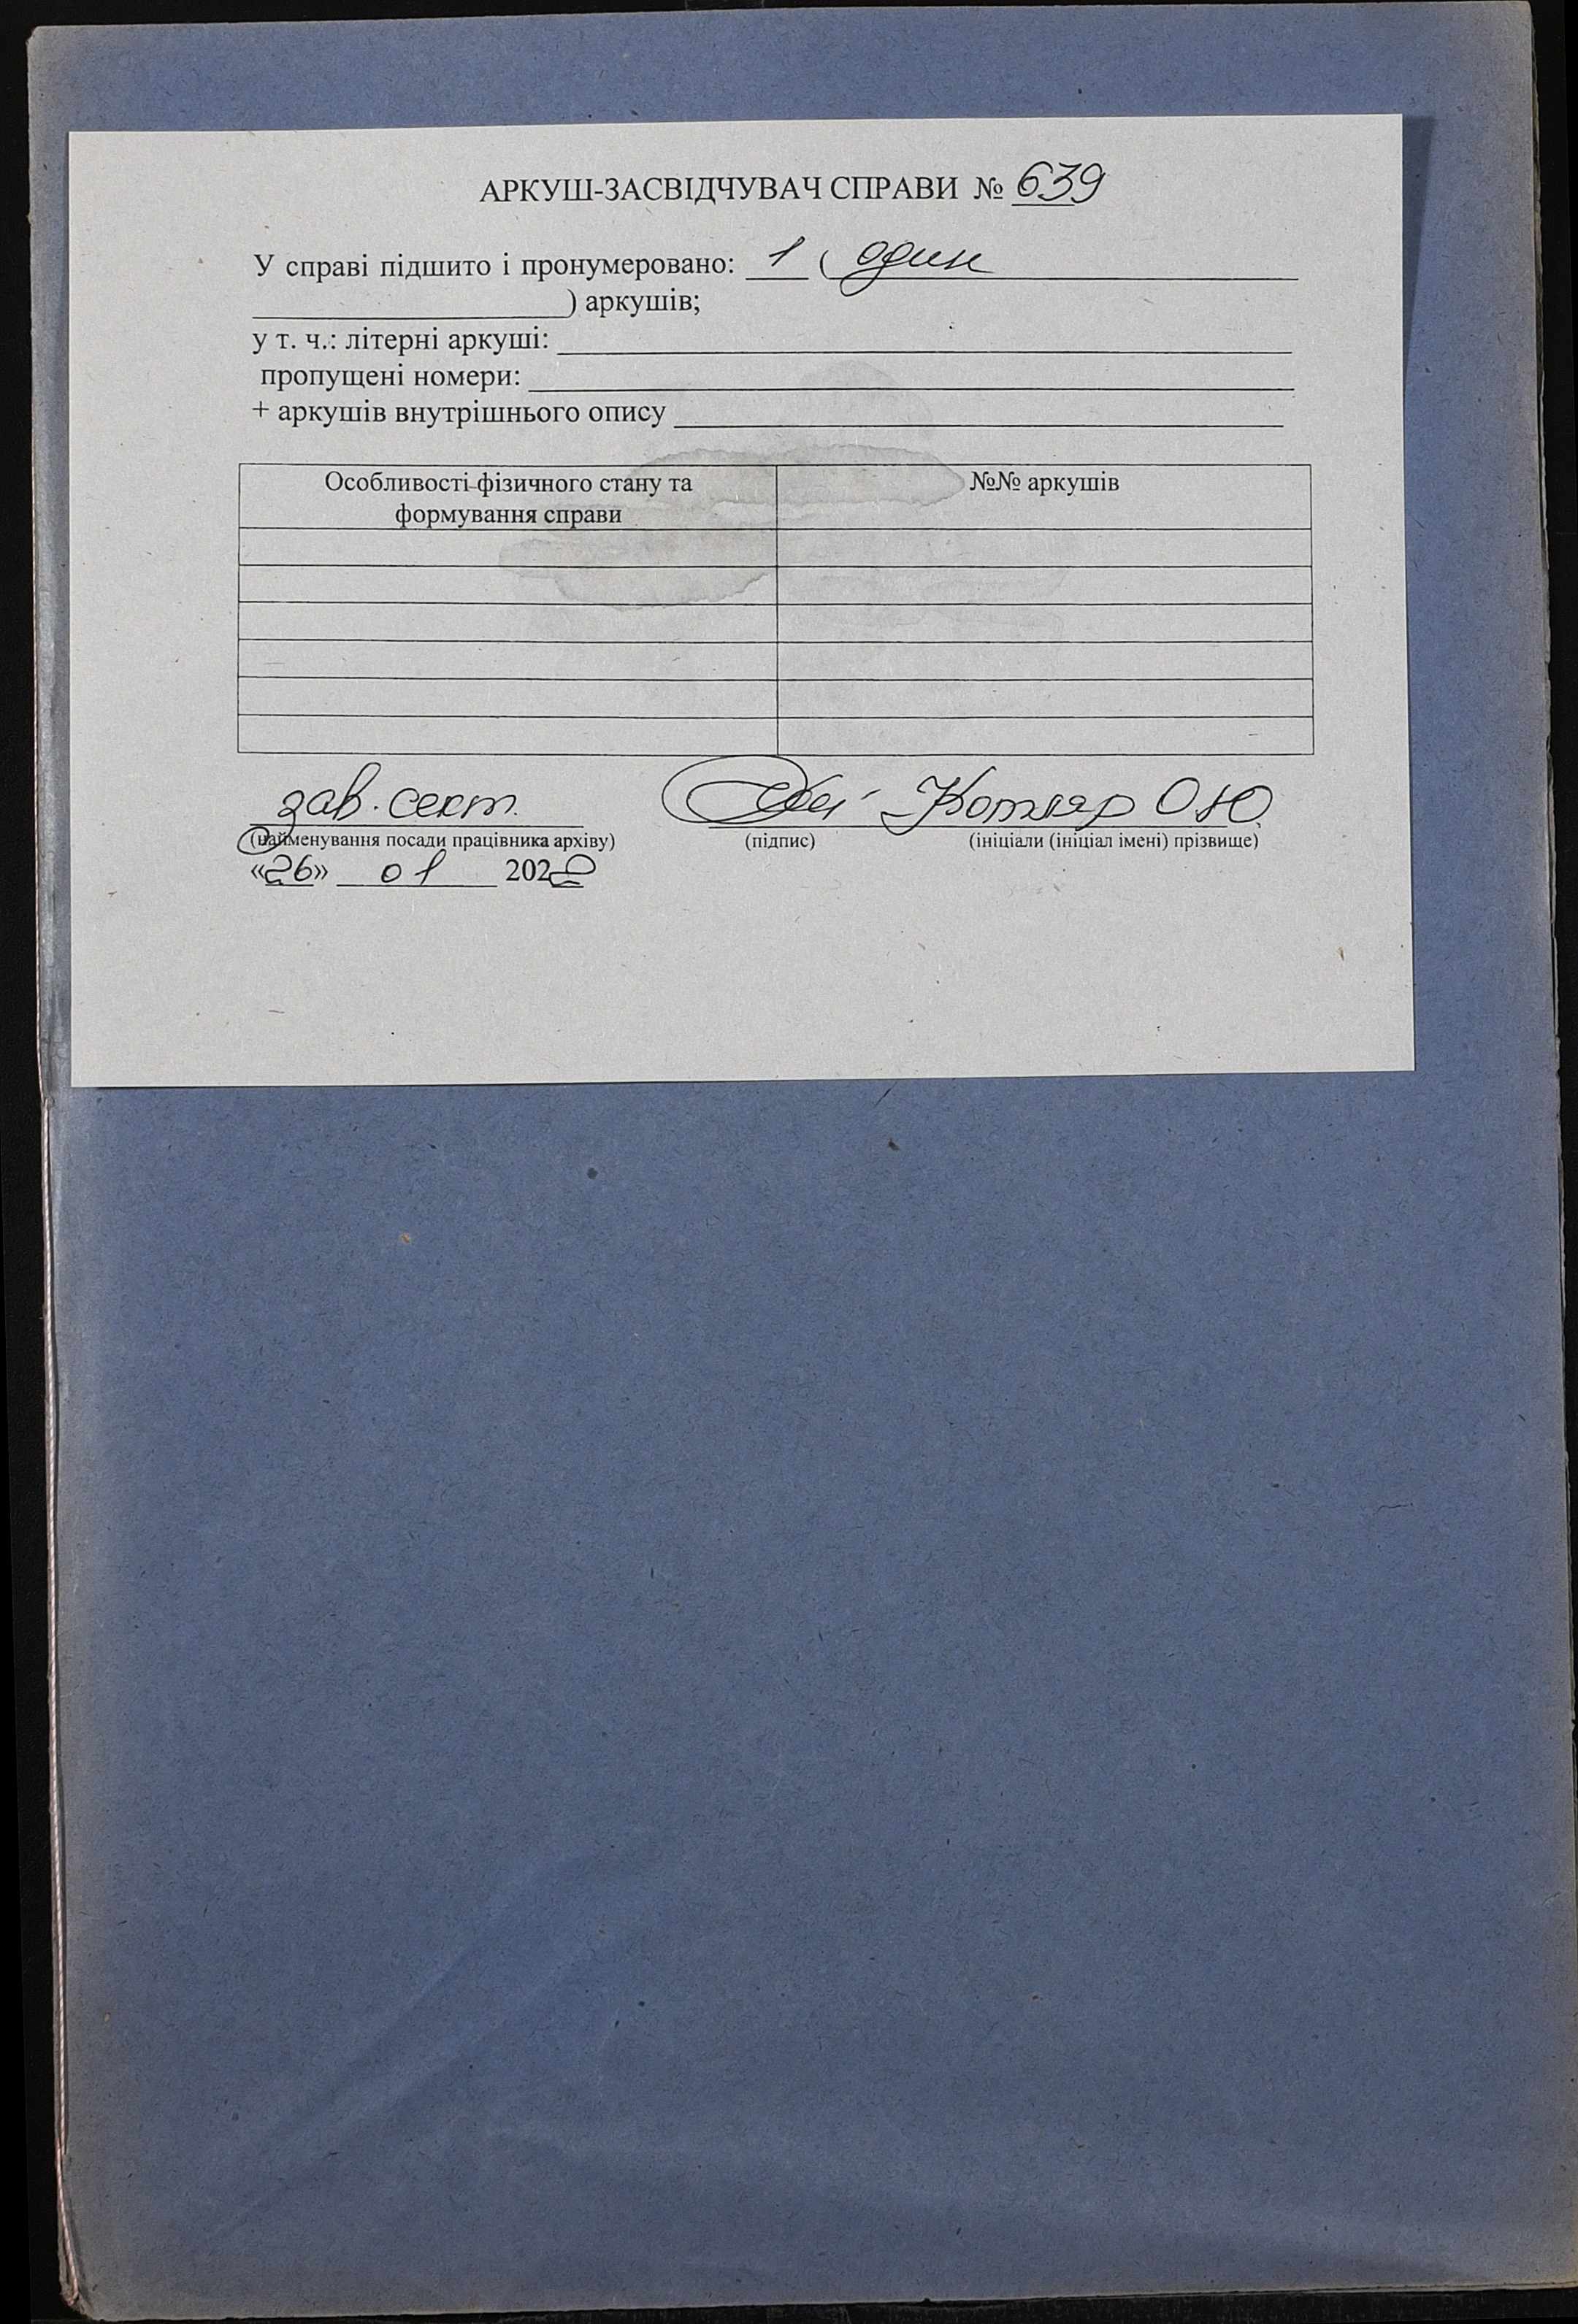 АРКУШ-ЗАСВІДЧУВАЧ СПРАВИ № 639
У справі підшито і пронумеровано: 1 ( один
) аркушів;
у т. ч.: літерні аркуші:
пропущені номери:
+ аркушів внутрішнього опису
Особливості фізичного стану та формування справи
№№ аркушів
зав. сект. Котляр О.Ю.
(найменування посади працівника архіву) (підпис) (ініціали (ініціал імені) прізвище)
«26» 01 202